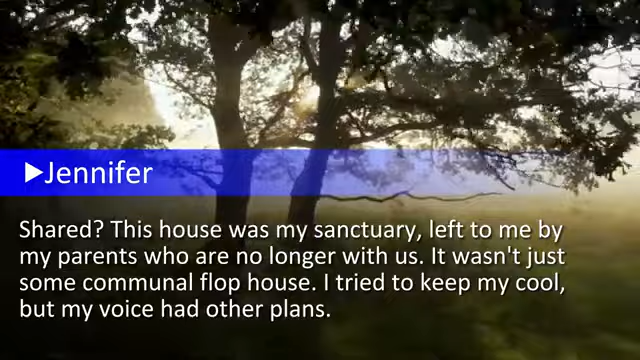 ▶Jennifer
Shared? This house was my sanctuary, left to me by
my parents who are no longer with us. It wasn't just
some communal flop house. I tried to keep my cool,
but my voice had other plans.